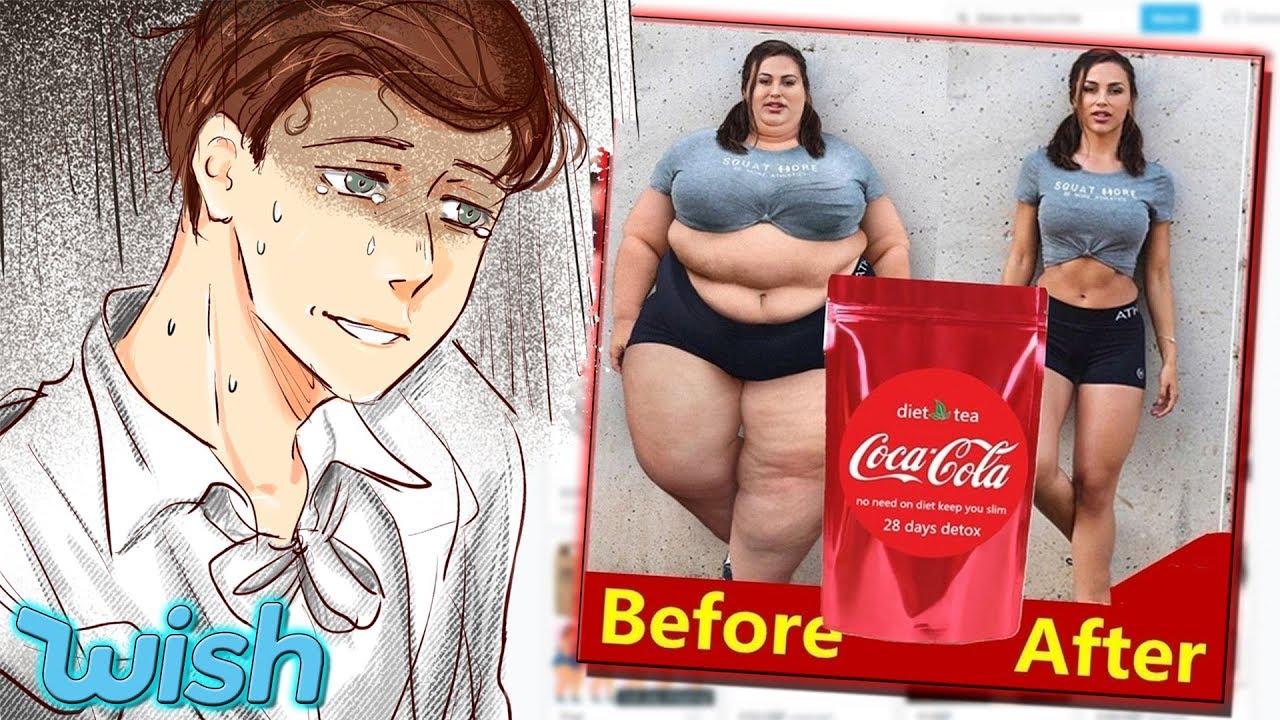 wish
SQUAT MORE
SQUAT MORE
ATH
diet tea
Coca-Cola
no need on diet keep you slim
28 days detox
Before
After